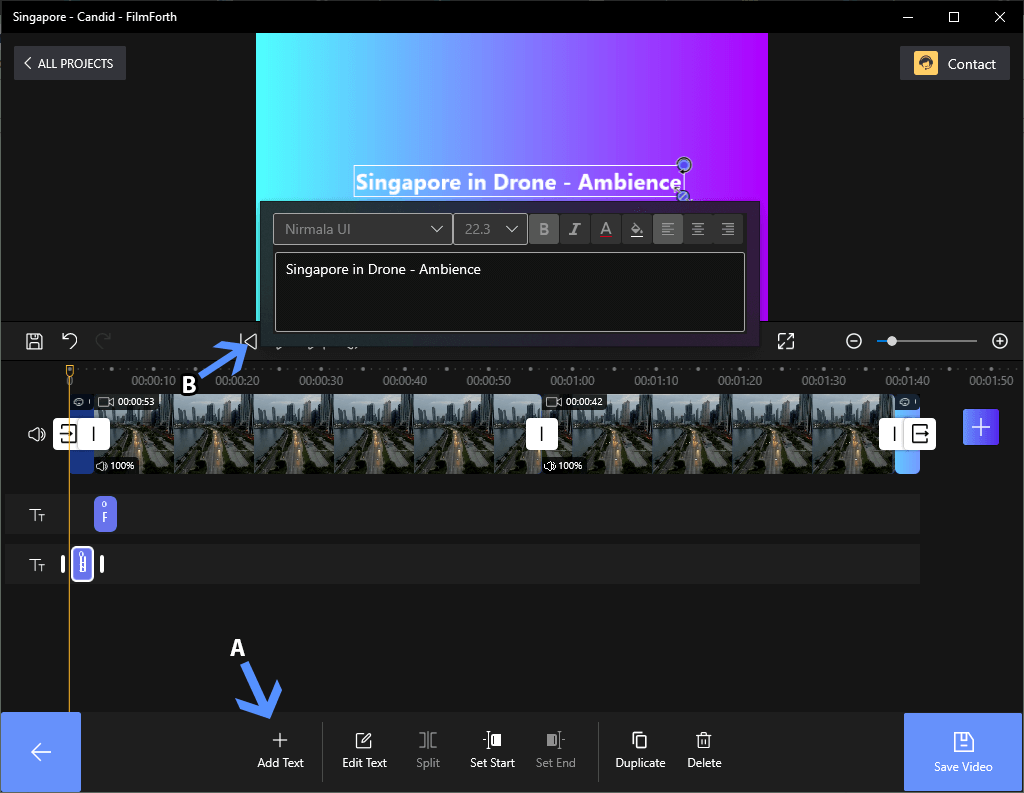 Singapore - Candid - FilmForth
ALL PROJECTS
Contact
Singapore in Drone - Ambience
Nirmala UI
22.3
B I A
Singapore in Drone - Ambience
B
0 00:00:10 00:00:20 00:00:30 00:00:40 00:00:50 00:01:00 00:01:10 00:01:20 00:01:30 00:01:40 00:01:50
00:00:53
00:00:42
100%
100%
TT
F
TT
A
Add Text
Edit Text
Split
Set Start
Set End
Duplicate
Delete
Save Video